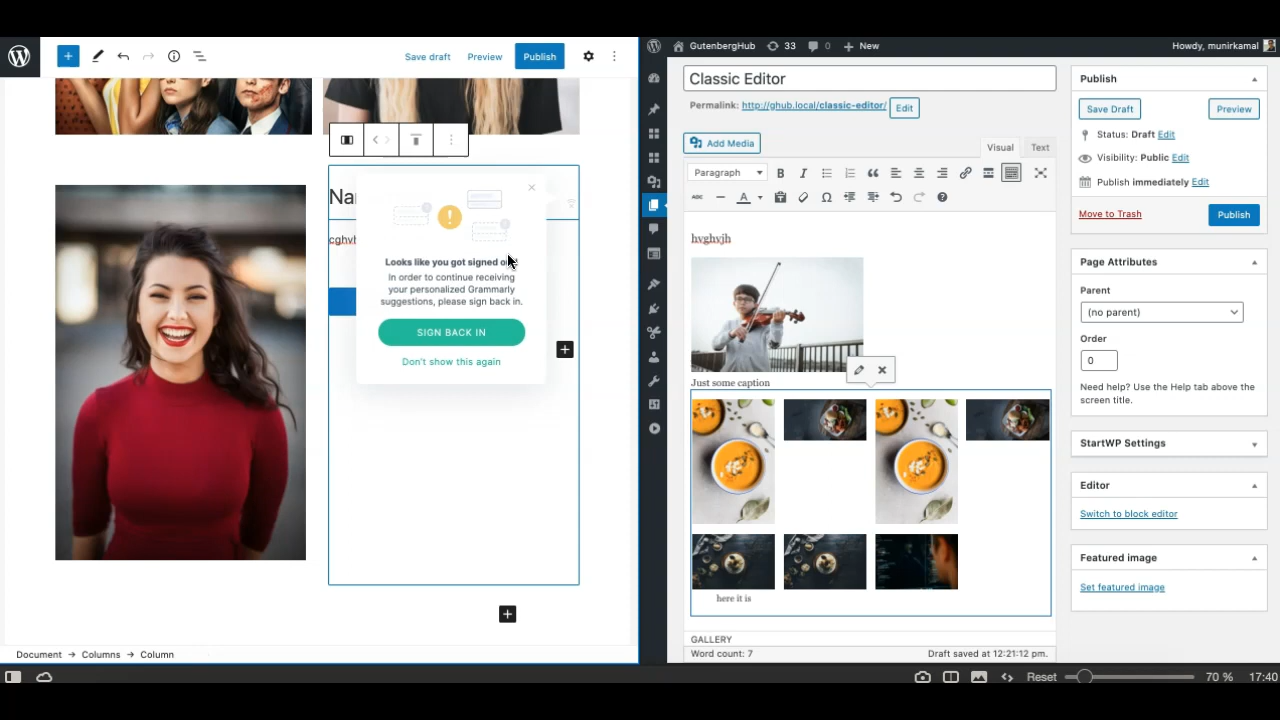 Save draft
Preview
Publish
Na
cghvh
Looks like you got signed
In order to continue receiving
your personalized Grammarly
suggestions, please sign back in.
SIGN BACK IN
Don't show this again
Document → Columns → Column
GutenbergHub
33
0
New
Howdy, munirkamal
Classic Editor
Permalink: http://ghub.local/classic-editor/ Edit
Add Media
Visual
Text
Paragraph
B
I
ABC
A
hvghvjh
Just some caption
here it is
GALLERY
Word count: 7
Draft saved at 12:21:12 pm.
Publish
Save Draft
Preview
Status: Draft Edit
Visibility: Public Edit
Publish immediately Edit
Move to Trash
Publish
Page Attributes
Parent
(no parent)
Order
0
Need help? Use the Help tab above the
screen title.
StartWP Settings
Editor
Switch to block editor
Featured image
Set featured image
Reset
70 %
17:40